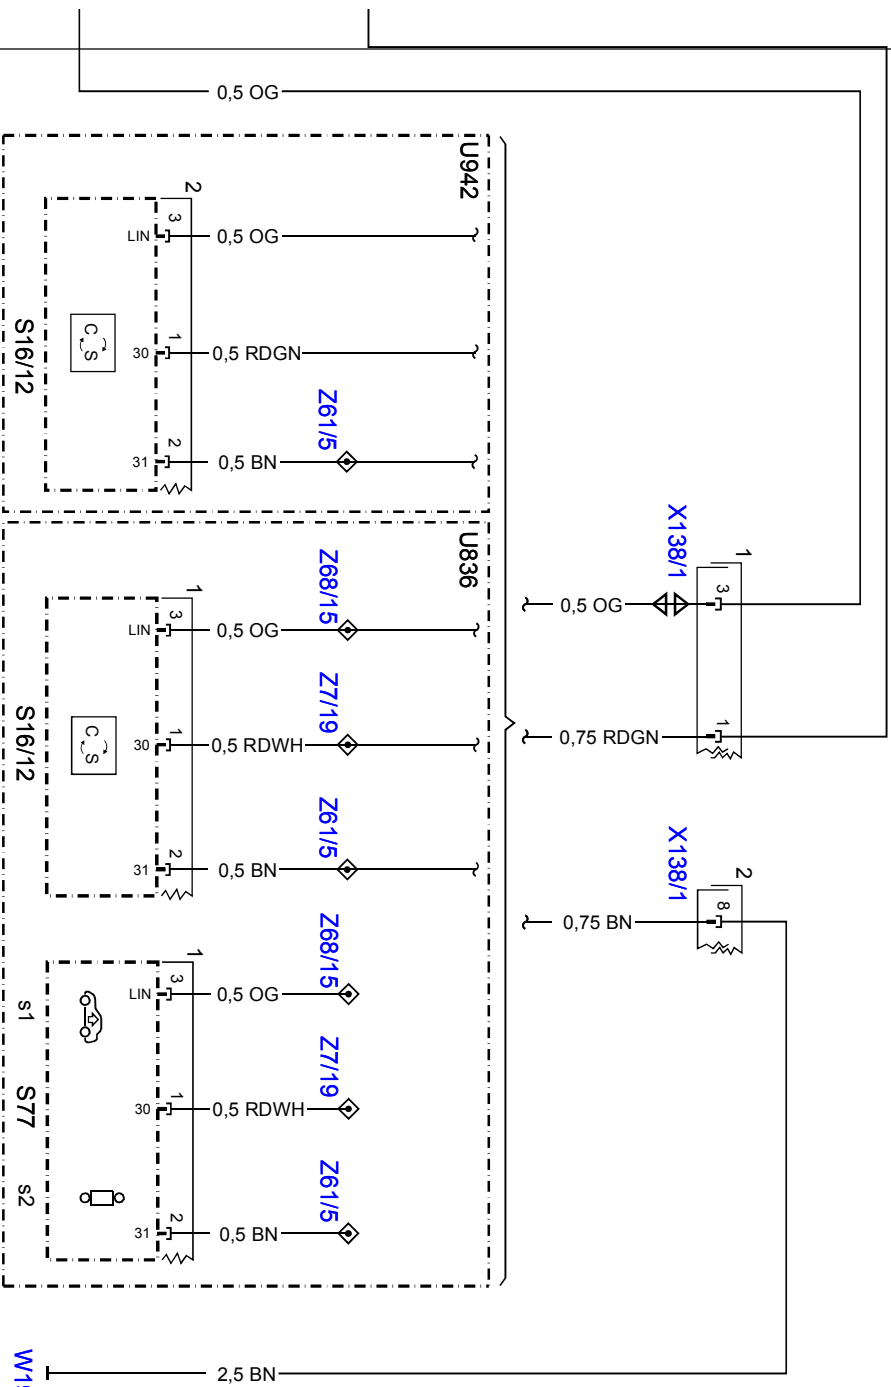 0,5 OG
U942
2
3
LIN
0,5 OG
1
30
0,5 RDGN
Z61/5
2
31
0,5 BN
C S
S16/12
X138/1
1
3
0,5 OG
1
0,75 RDGN
U836
1
Z68/15
3
LIN
0,5 OG
Z7/19
1
30
0,5 RDWH
Z61/5
2
31
0,5 BN
C S
S16/12
X138/1
2
8
0,75 BN
1
Z68/15
3
LIN
0,5 OG
Z7/19
1
30
0,5 RDWH
Z61/5
2
31
0,5 BN
s1
S77
s2
2,5 BN